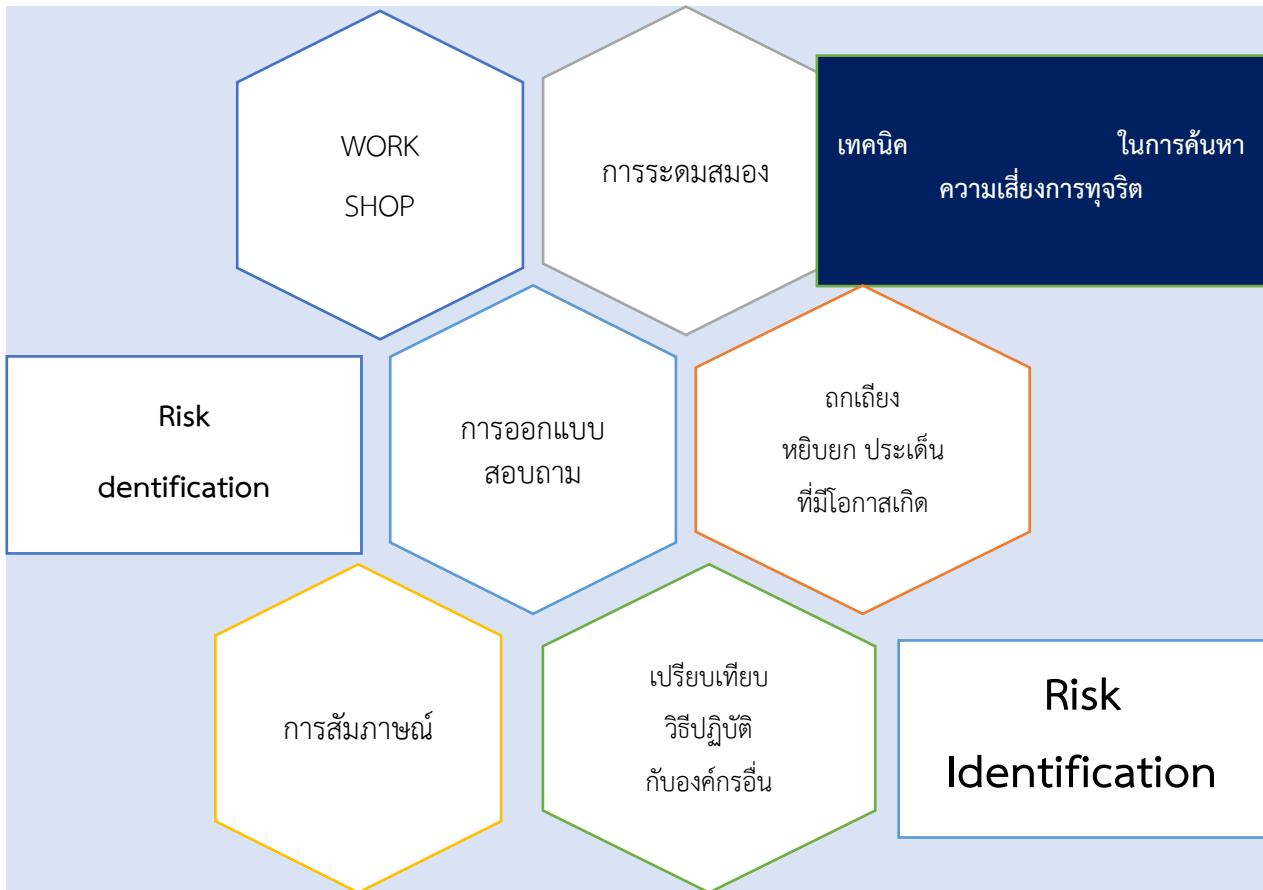 WORK
SHOP
การระดมสมอง
เทคนิค ในการค้นหา
ความเสี่ยงการทุจริต
Risk
dentification
การออกแบบ
สอบถาม
ถกเถียง
หยิบยก ประเด็น
ที่มีโอกาสเกิด
การสัมภาษณ์
เปรียบเทียบ
วิธีปฏิบัติ
กับองค์กรอื่น
Risk
Identification